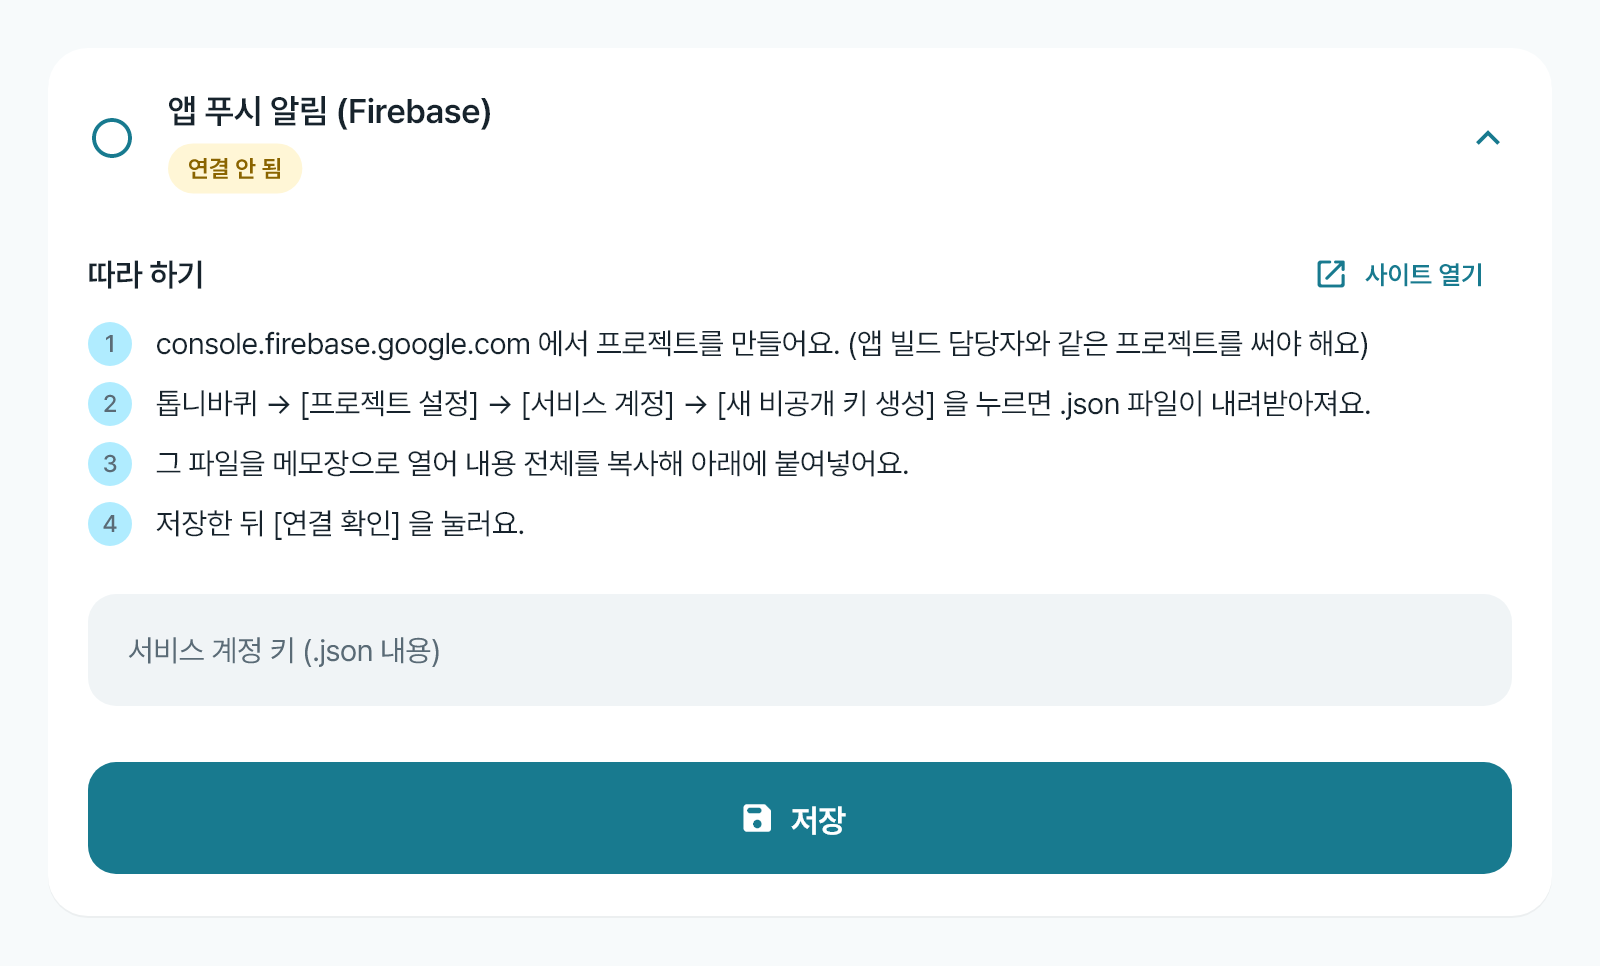 앱 푸시 알림 (Firebase)
연결 안 됨
따라 하기
사이트 열기
1 console.firebase.google.com 에서 프로젝트를 만들어요. (앱 빌드 담당자와 같은 프로젝트를 써야 해요)
2 톱니바퀴 → [프로젝트 설정] → [서비스 계정] → [새 비공개 키 생성] 을 누르면 .json 파일이 내려받아져요.
3 그 파일을 메모장으로 열어 내용 전체를 복사해 아래에 붙여넣어요.
4 저장한 뒤 [연결 확인] 을 눌러요.
서비스 계정 키 (.json 내용)
저장